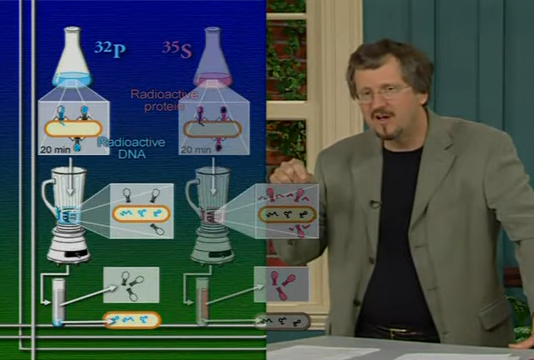 32P
35S
Radioactive
protein
Radioactive
DNA
20 min
20 min